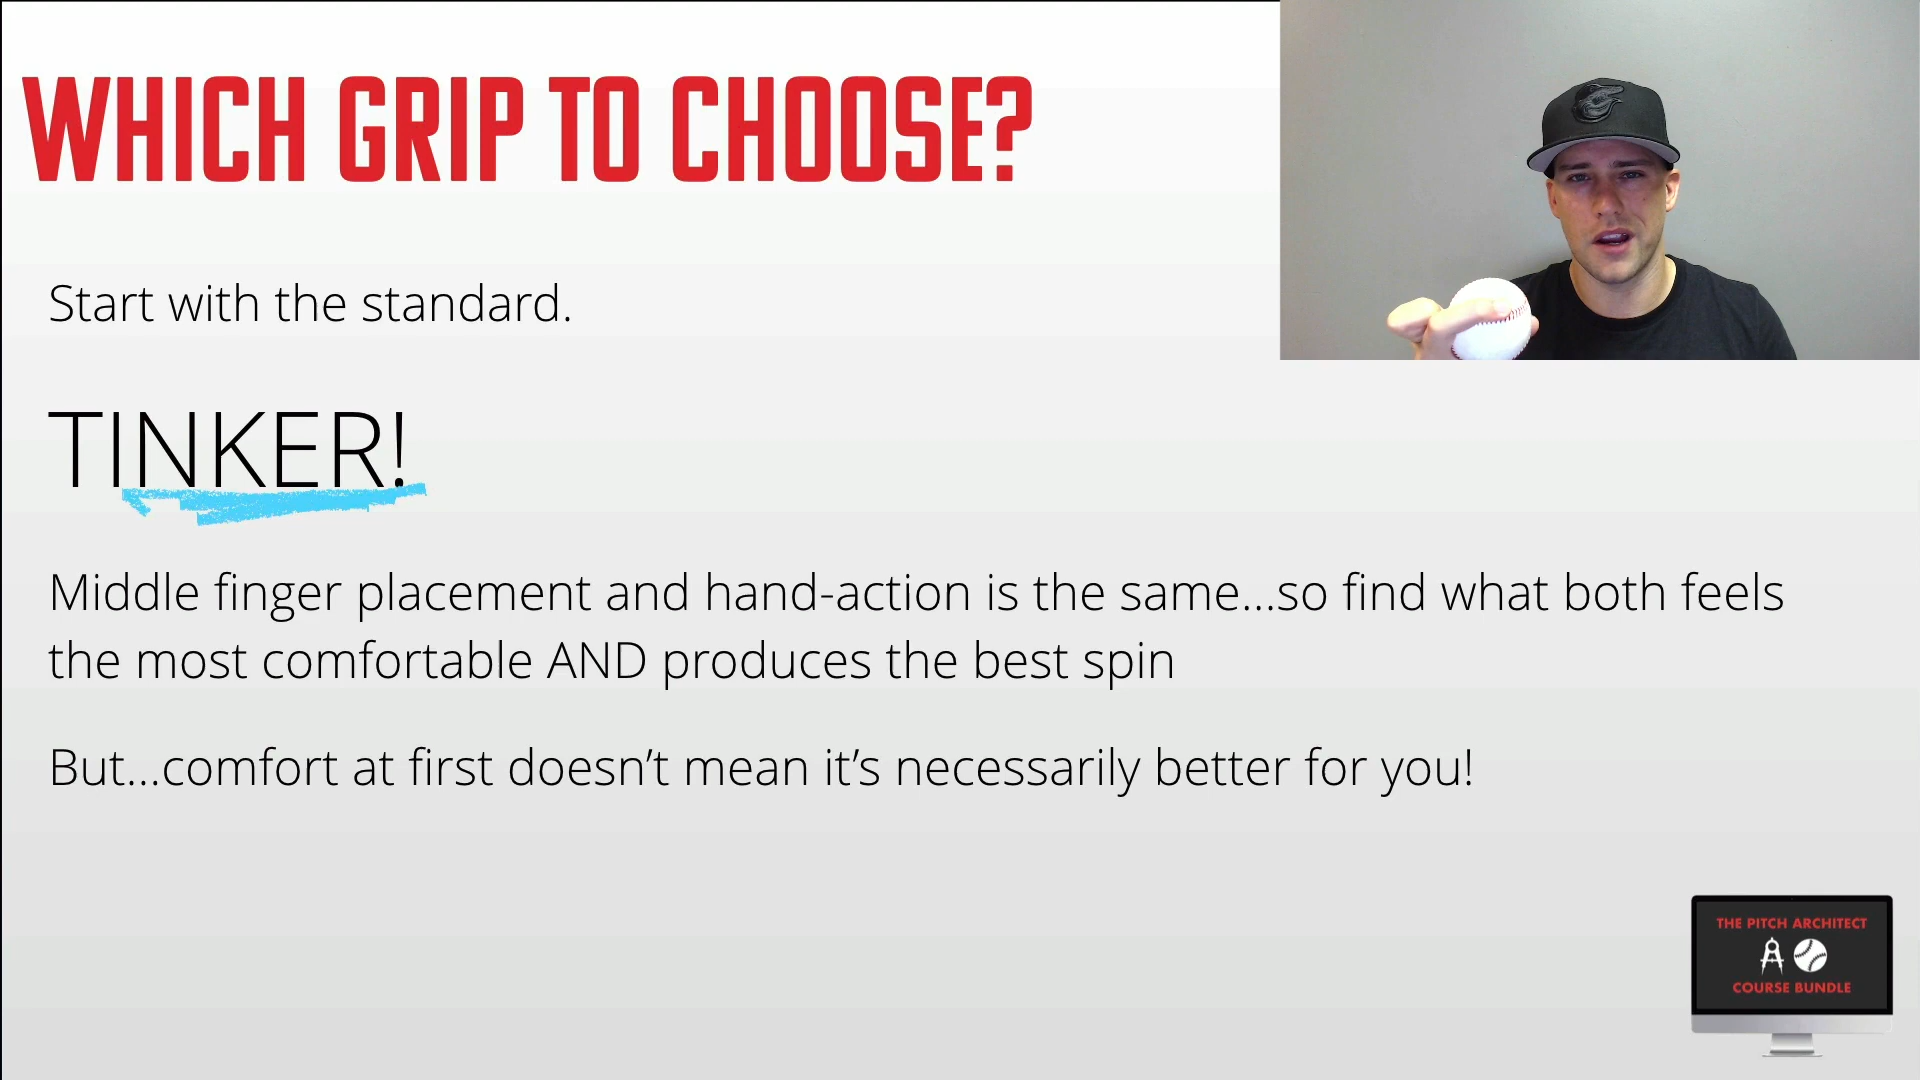 WHICH GRIP TO CHOOSE?
Start with the standard.
TINKER!
Middle finger placement and hand-action is the same...so find what both feels
the most comfortable AND produces the best spin
But...comfort at first doesn’t mean it’s necessarily better for you!
THE PITCH ARCHITECT
COURSE BUNDLE